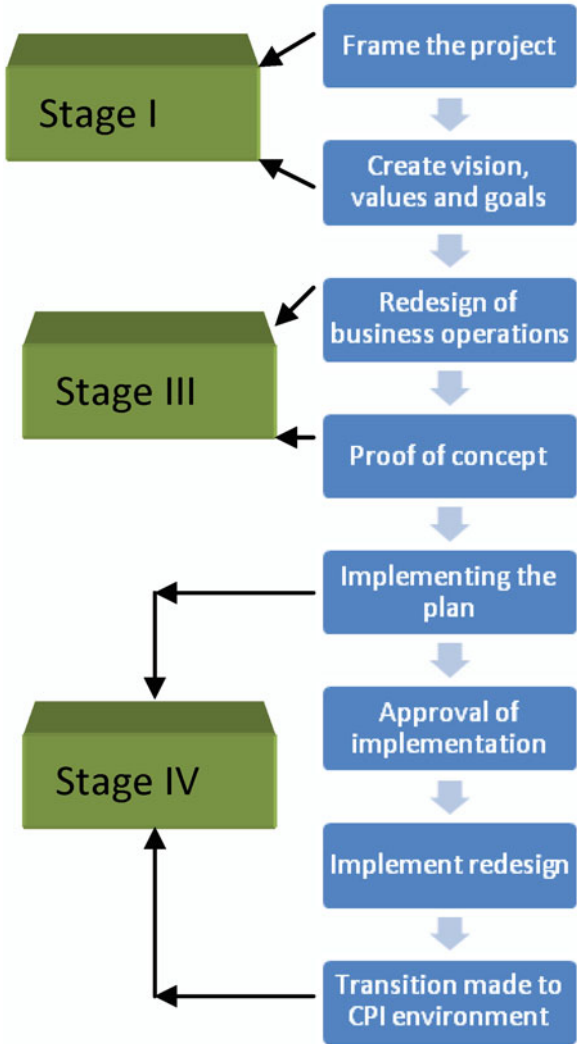 Stage I
Frame the project
Create vision,
values and goals
Stage III
Redesign of
business operations
Proof of concept
Implementing the
plan
Stage IV
Approval of
implementation
Implement redesign
Transition made to
CPI environment